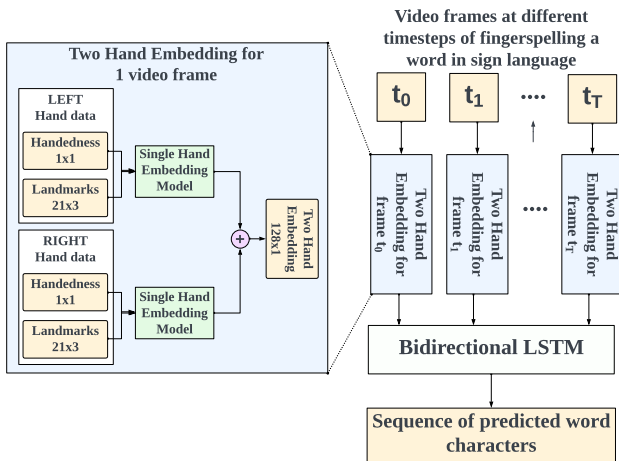 Video frames at different
timesteps of fingerspelling a
word in sign language
Two Hand Embedding for
1 video frame
LEFT
Hand data
Handedness
1x1
Landmarks
21x3
Single Hand
Embedding
Model
RIGHT
Hand data
Handedness
1x1
Landmarks
21x3
Single Hand
Embedding
Model
+
Two Hand
Embedding
128x1
t0
t1
....
tT
Two Hand
Embedding for
frame t0
Two Hand
Embedding for
frame t1
....
Two Hand
Embedding for
frame tT
Bidirectional LSTM
Sequence of predicted word
characters